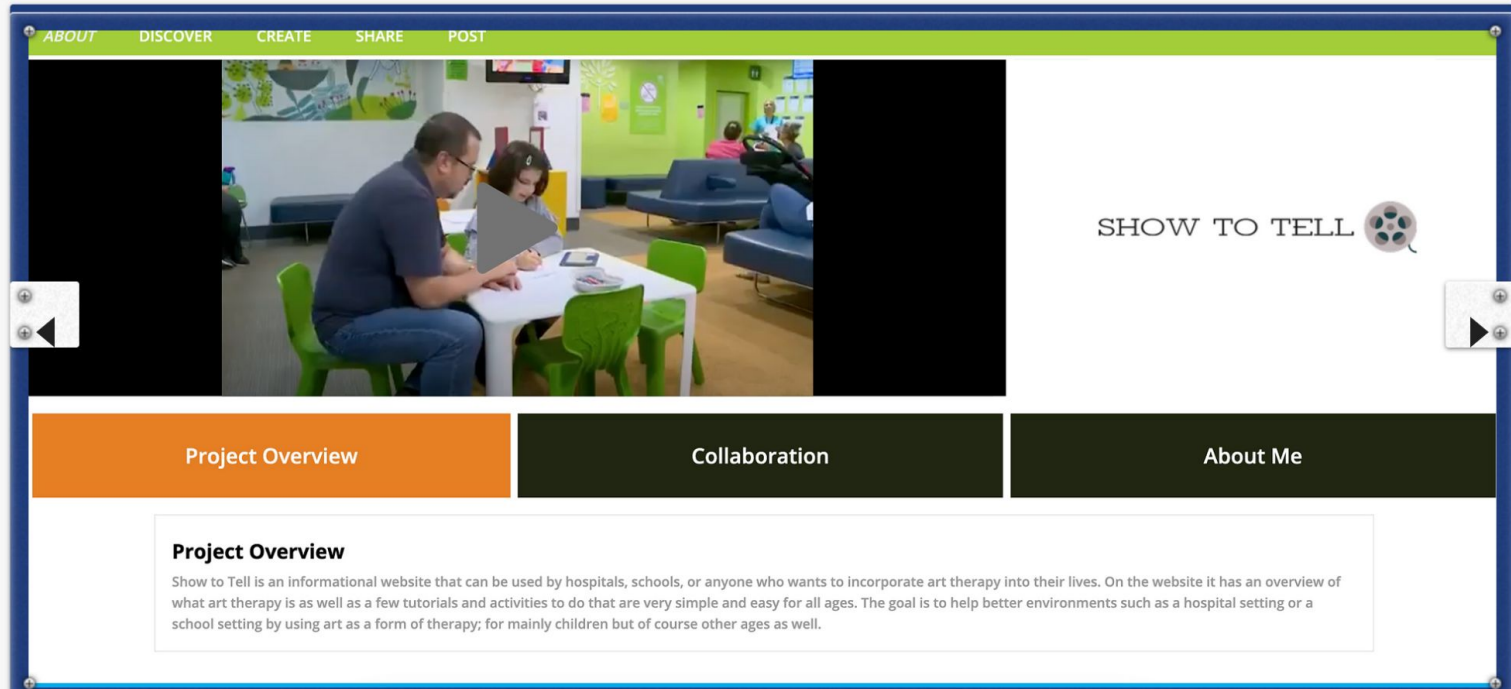 ABOUT DISCOVER CREATE SHARE POST
SHOW TO TELL
Project Overview Collaboration About Me
Project Overview
Show to Tell is an informational website that can be used by hospitals, schools, or anyone who wants to incorporate art therapy into their lives. On the website it has an overview of
what art therapy is as well as a few tutorials and activities to do that are very simple and easy for all ages. The goal is to help better environments such as a hospital setting or a
school setting by using art as a form of therapy; for mainly children but of course other ages as well.